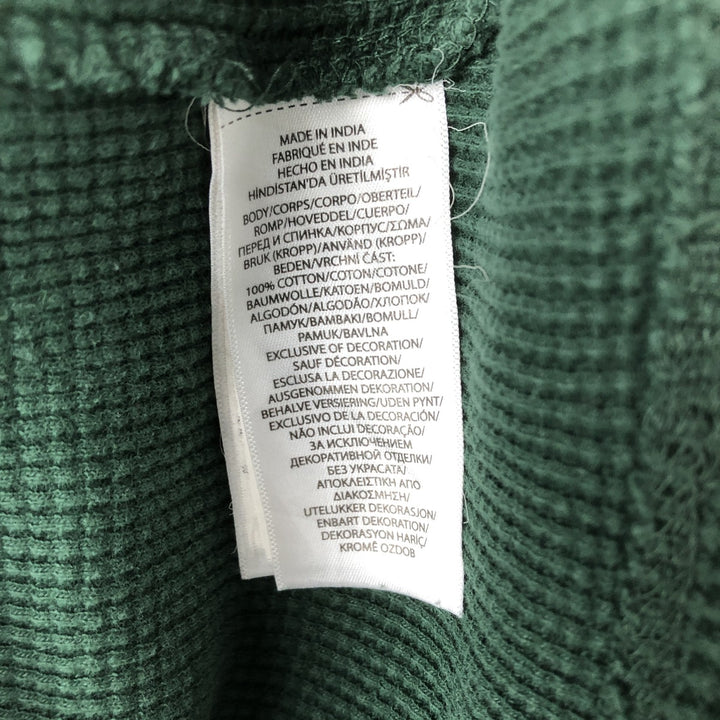 MADE IN INDIA
FABRIQUÉ EN INDE
HECHO EN INDIA
HİNDİSTAN'DA ÜRETİLMİŞTİR
BODY/CORPS/CORPO/OBERTEIL/
ROMP/HOVEDDEL/CUERPO/
ПЕРЕД И СПИНКА/КОРПУС/ΣΩΜΑ/
BRUK (KROPP)/ANVÄND (KROPP)/
BEDEN/VRCHNÍ ČÁST:
100% COTTON/COTON/COTONE/
BAUMWOLLE/KATOEN/BOMULD/
ALGODÓN/ALGODÃO/ХЛОПОК/
ПАМУК/ΒΑΜΒΑΚΙ/BOMULL/
PAMUK/BAVLNA
EXCLUSIVE OF DECORATION/
SAUF DÉCORATION/
ESCLUSA LA DECORAZIONE/
AUSGENOMMEN DEKORATION/
BEHALVE VERSIERING/UDEN PYNT/
EXCLUSIVO DE LA DECORACIÓN/
NÃO INCLUI DECORAÇÃO/
ЗА ИСКЛЮЧЕНИЕМ
ДЕКОРАТИВНОЙ ОТДЕЛКИ/
БЕЗ УКРАСАТА/
ΑΠΟΚΛΕΙΣΤΙΚΗ ΑΠΟ
ΔΙΑΚΟΣΜΗΣΗ/
UTELUKKER DEKORASJON/
ENBART DEKORATION/
DEKORASYON HARİÇ/
KROMĚ OZDOB